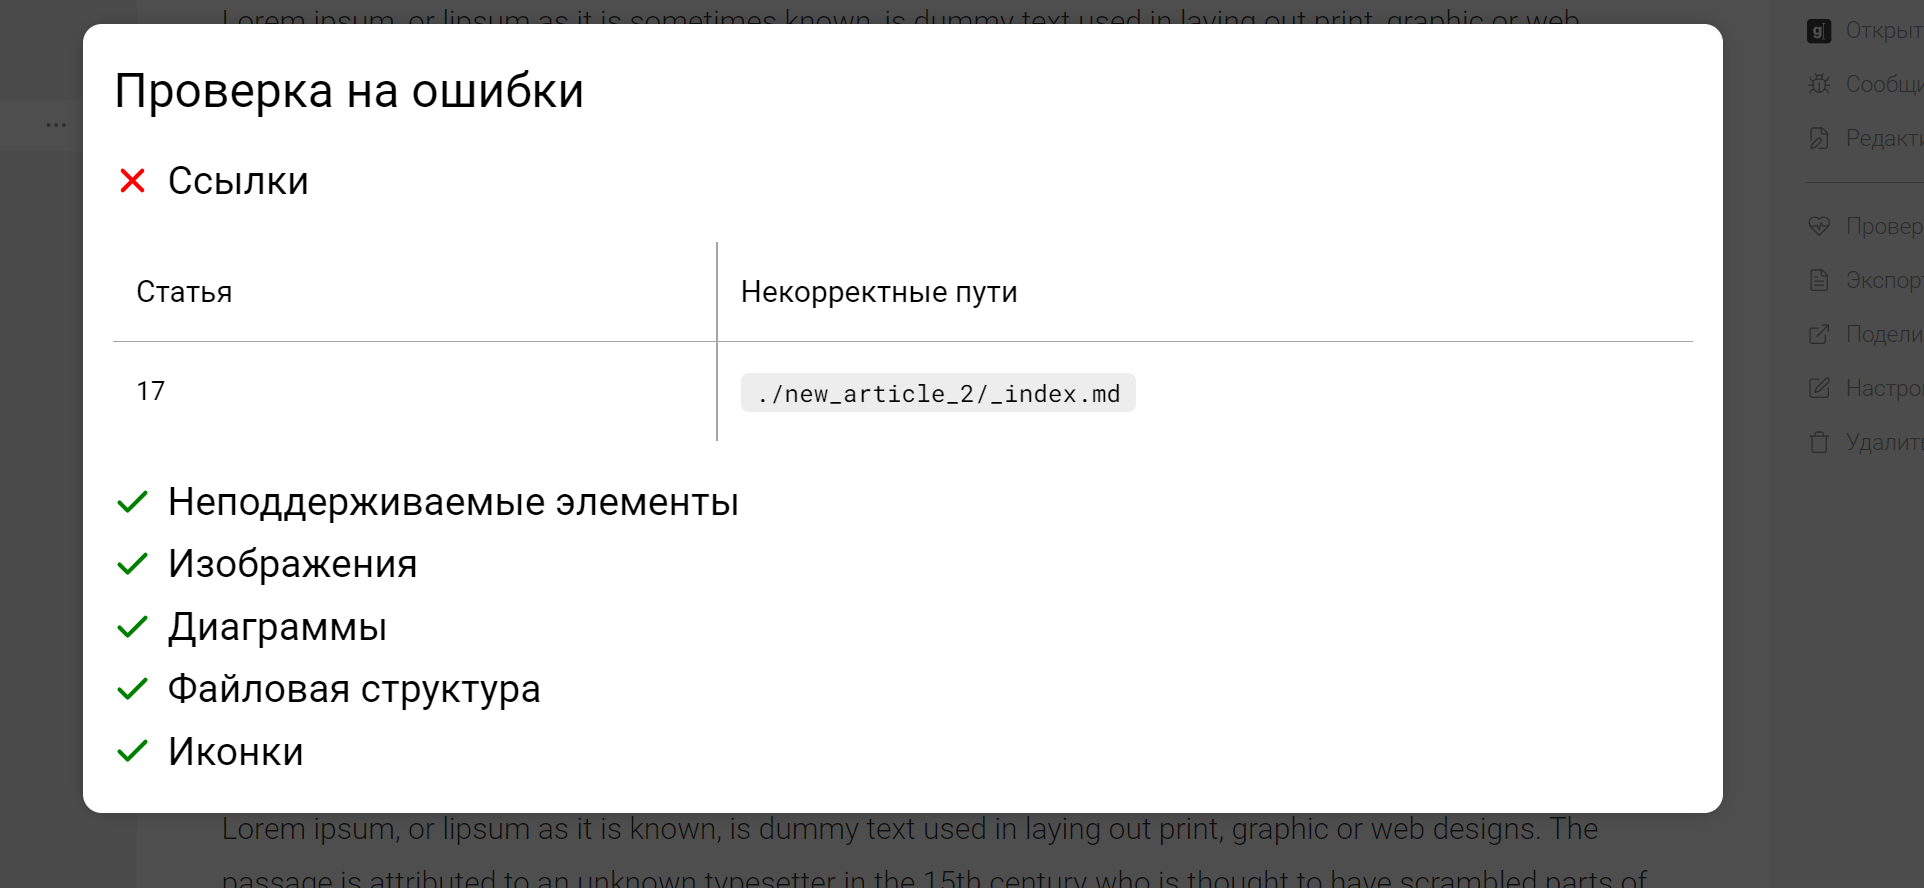 Lorem ipsum, or lipsum as it is sometimes known, is dummy text used in laying out print, graphic or web
Проверка на ошибки
Ссылки
Статья Некорректные пути
17 ./new_article_2/_index.md
Неподдерживаемые элементы
Изображения
Диаграммы
Файловая структура
Иконки
Lorem ipsum, or lipsum as it is known, is dummy text used in laying out print, graphic or web designs. The
passage is attributed to an unknown typesetter in the 15th century who is thought to have scrambled parts of
g
Открыт
Сообщи
Редакти
Провер
Экспор
Подели
Настро
Удалит